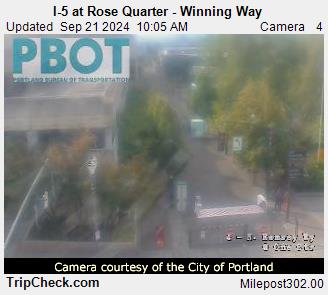 I-5 at Rose Quarter - Winning Way
Updated Sep 21 2024 10:05 AM Camera 4
PBOT
PORTLAND BUREAU OF TRANSPORTATION
Camera courtesy of the City of Portland
TripCheck.com Milepost302.00